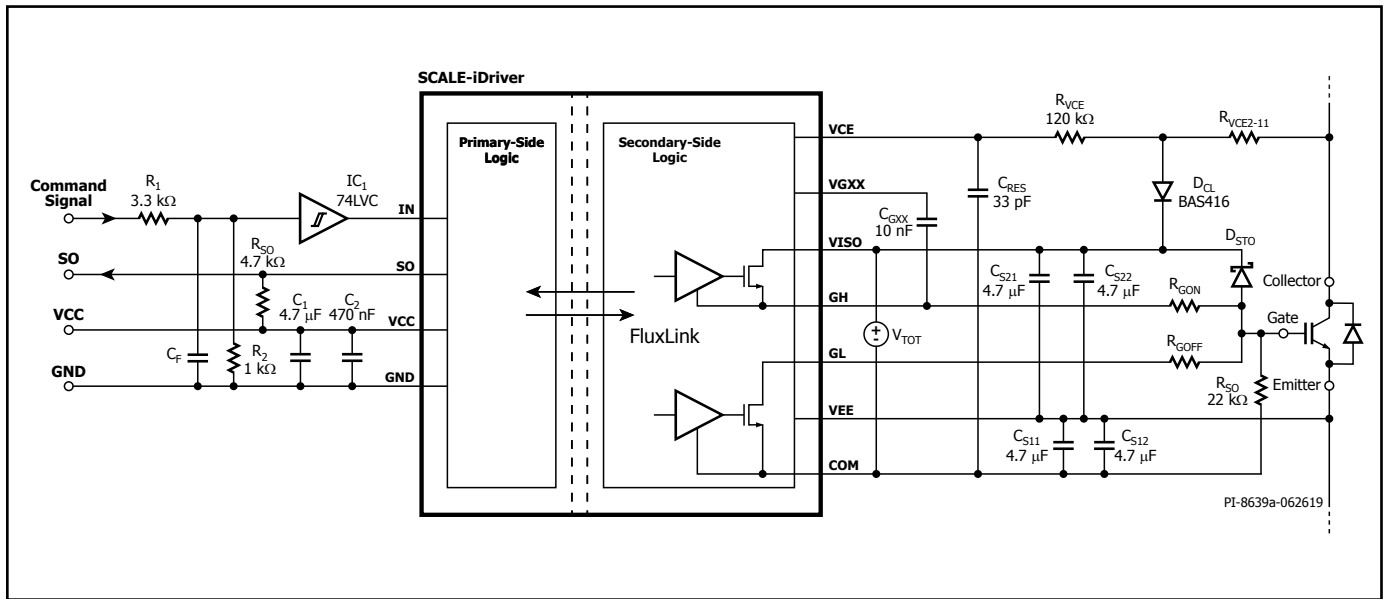 SCALE-iDriver
Primary-Side
Logic
Secondary-Side
Logic
FluxLink
Command
Signal
R1
3.3 kΩ
IC1
74LVC
IN
SO
RSO
4.7 kΩ
SO
VCC
C1
4.7 µF
C2
470 nF
VCC
CF
R2
1 kΩ
GND
GND
VCE
RVCE
120 kΩ
RVCE2-11
VGXX
CRES
33 pF
DCL
BAS416
CGXX
10 nF
VISO
DSTO
CS21
4.7 µF
CS22
4.7 µF
Collector
GH
RGON
Gate
VTOT
GL
RGOFF
RSO
22 kΩ
Emitter
VEE
CS11
4.7 µF
CS12
4.7 µF
COM
PI-8639a-062619